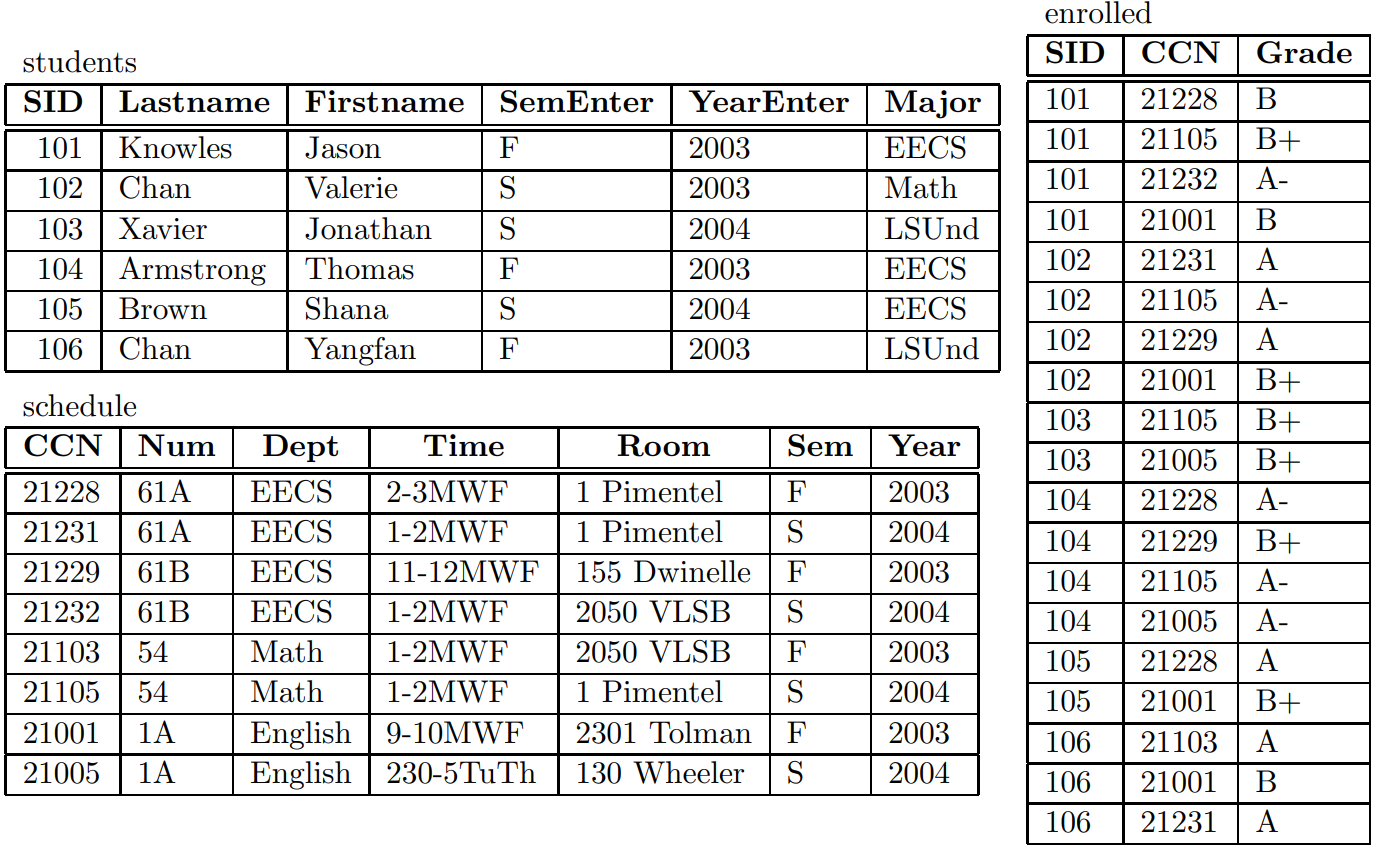 students
SID Lastname Firstname SemEnter YearEnter Major
101 Knowles Jason F 2003 EECS
102 Chan Valerie S 2003 Math
103 Xavier Jonathan S 2004 LSUnd
104 Armstrong Thomas F 2003 EECS
105 Brown Shana S 2004 EECS
106 Chan Yangfan F 2003 LSUnd
schedule
CCN Num Dept Time Room Sem Year
21228 61A EECS 2-3MWF 1 Pimentel F 2003
21231 61A EECS 1-2MWF 1 Pimentel S 2004
21229 61B EECS 11-12MWF 155 Dwinelle F 2003
21232 61B EECS 1-2MWF 2050 VLSB S 2004
21103 54 Math 1-2MWF 2050 VLSB F 2003
21105 54 Math 1-2MWF 1 Pimentel S 2004
21001 1A English 9-10MWF 2301 Tolman F 2003
21005 1A English 230-5TuTh 130 Wheeler S 2004
enrolled
SID CCN Grade
101 21228 B
101 21105 B+
101 21232 A-
101 21001 B
102 21231 A
102 21105 A-
102 21229 A
102 21001 B+
103 21105 B+
103 21005 B+
104 21228 A-
104 21229 B+
104 21105 A-
104 21005 A-
105 21228 A
105 21001 B+
106 21103 A
106 21001 B
106 21231 A